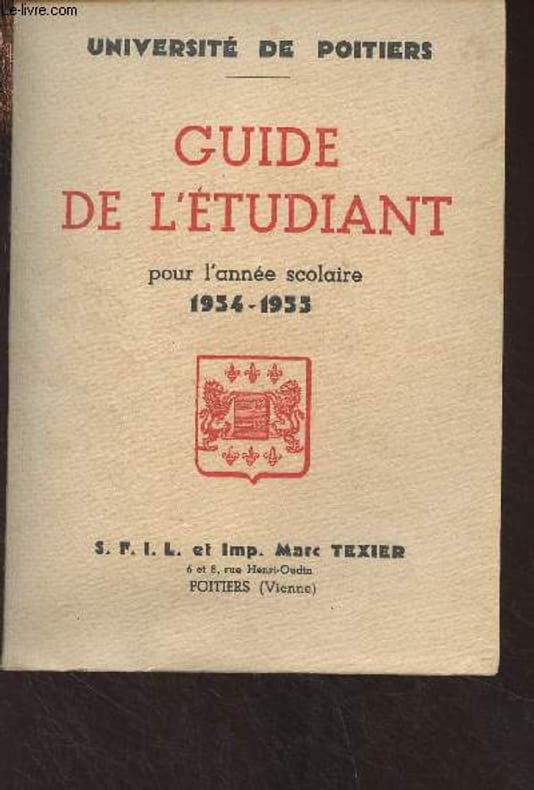 Le-livre.com
UNIVERSITÉ DE POITIERS
GUIDE
DE L'ÉTUDIANT
pour l'année scolaire
1954-1955
S. F. I. L. et Imp. Marc TEXIER
6 et 8, rue Henri-Oudin
POITIERS (Vienne)